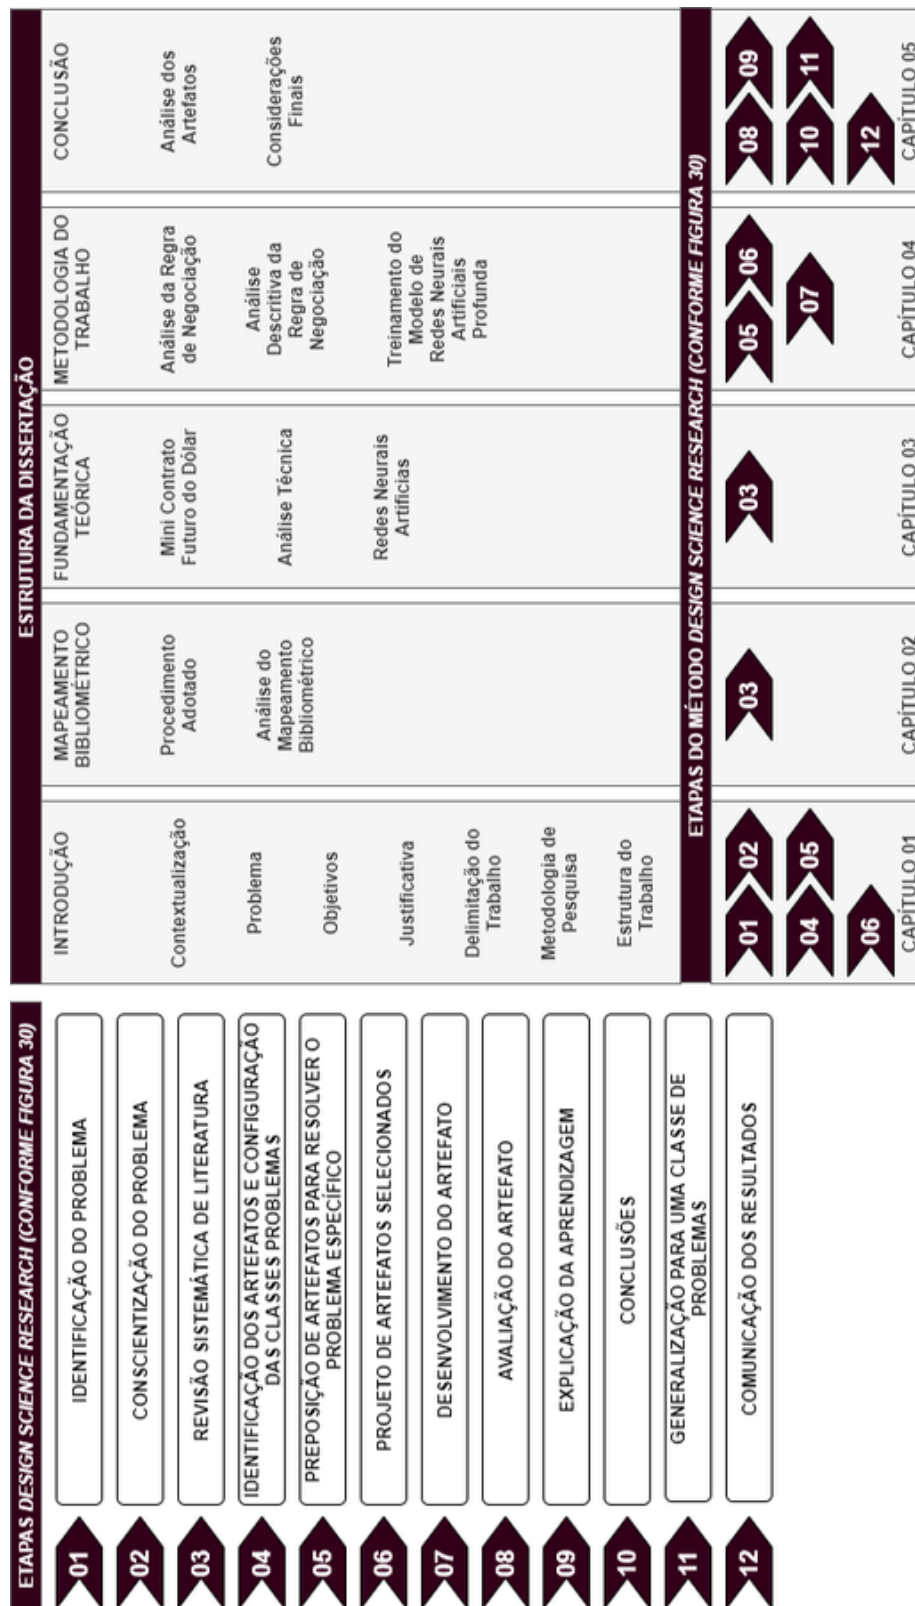 ETAPAS DESIGN SCIENCE RESEARCH (CONFORME FIGURA 30)
01
IDENTIFICAÇÃO DO PROBLEMA
02
CONSCIENTIZAÇÃO DO PROBLEMA
03
REVISÃO SISTEMÁTICA DE LITERATURA
04
IDENTIFICAÇÃO DOS ARTEFATOS E CONFIGURAÇÃO
DAS CLASSES PROBLEMAS
05
PREPOSIÇÃO DE ARTEFATOS PARA RESOLVER O
PROBLEMA ESPECÍFICO
06
PROJETO DE ARTEFATOS SELECIONADOS
07
DESENVOLVIMENTO DO ARTEFATO
08
AVALIAÇÃO DO ARTEFATO
09
EXPLICAÇÃO DA APRENDIZAGEM
10
CONCLUSÕES
11
GENERALIZAÇÃO PARA UMA CLASSE DE
PROBLEMAS
12
COMUNICAÇÃO DOS RESULTADOS
ESTRUTURA DA DISSERTAÇÃO
INTRODUÇÃO
Contextualização
Problema
Objetivos
Justificativa
Delimitação do
Trabalho
Metodologia de
Pesquisa
Estrutura do
Trabalho
MAPEAMENTO
BIBLIOMÉTRICO
Procedimento
Adotado
Análise do
Mapeamento
Bibliométrico
FUNDAMENTAÇÃO
TEÓRICA
Mini Contrato
Futuro do Dólar
Análise Técnica
Redes Neurais
Artificias
METODOLOGIA DO
TRABALHO
Análise da Regra
de Negociação
Análise
Descritiva da
Regra de
Negociação
Treinamento do
Modelo de
Redes Neurais
Artificiais
Profunda
CONCLUSÃO
Análise dos
Artefatos
Considerações
Finais
ETAPAS DO MÉTODO DESIGN SCIENCE RESEARCH (CONFORME FIGURA 30)
01 02
04 05
06
CAPÍTULO 01
03
CAPÍTULO 02
03
CAPÍTULO 03
05 06
07
CAPÍTULO 04
08 09
10 11
12
CAPÍTULO 05